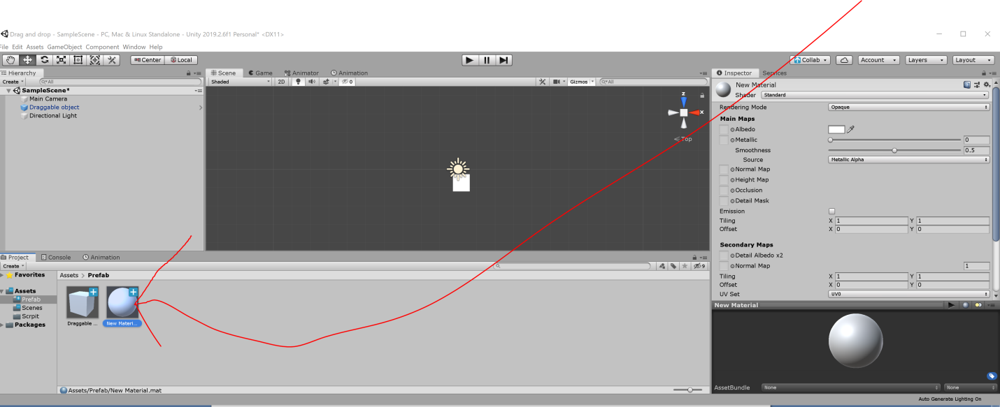 Drag and drop - SampleScene - PC, Mac & Linux Standalone - Unity 2019.2.6f1 Personal* <DX11>
File Edit Assets GameObject Component Window Help
Center Local Collab Account Layers Layout
Hierarchy
Create All
SampleScene*
Main Camera
Draggable object
Directional Light
Scene Game Animator Animation
Shaded 2D 0 Gizmos All
z
x
Top
Inspector Services
New Material
Shader Standard
Rendering Mode Opaque
Main Maps
Albedo
Metallic 0
Smoothness 0.5
Source Metallic Alpha
Normal Map
Height Map
Occlusion
Detail Mask
Emission
Tiling X 1 Y 1
Offset X 0 Y 0
Secondary Maps
Detail Albedo x2
Normal Map 1
Tiling X 1 Y 1
Offset X 0 Y 0
UV Set UV0
New Material
AssetBundle None None
Project Console Animation
Create 9
Favorites
Assets
Prefab
Scenes
Scrpit
Packages
Assets > Prefab
Draggable ... New Materi...
Assets/Prefab/New Material.mat
Auto Generate Lighting On